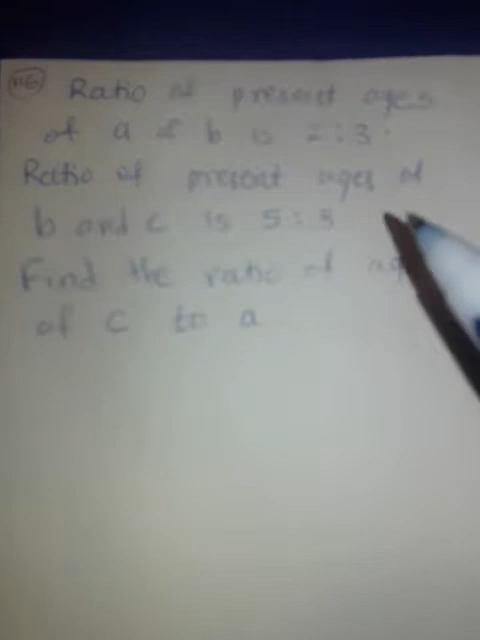 116 Ratio of present ages
of a & b is 2:3.
Ratio of present ages of
b and c is 5:
Find the ratio of
of c to a